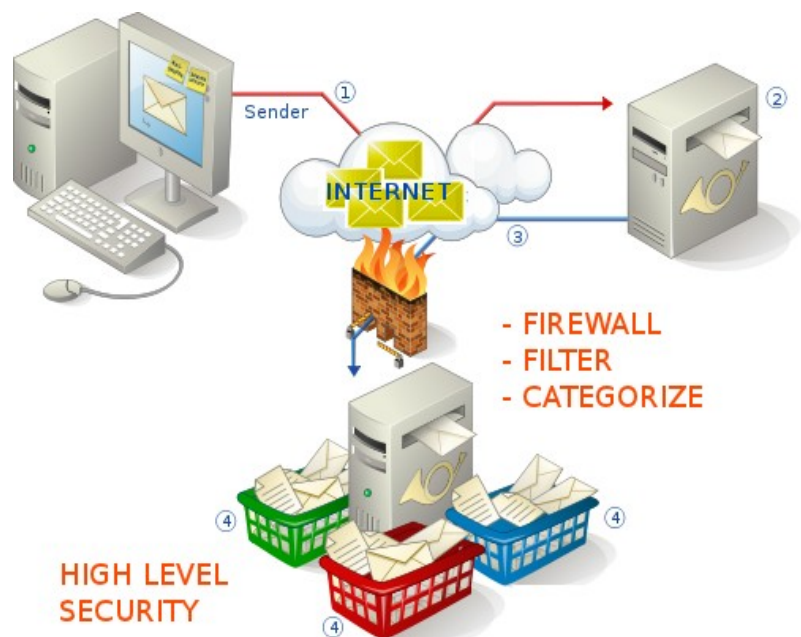 ①
②
Sender
INTERNET
③
- FIREWALL
- FILTER
- CATEGORIZE
④
④
HIGH LEVEL
SECURITY
④